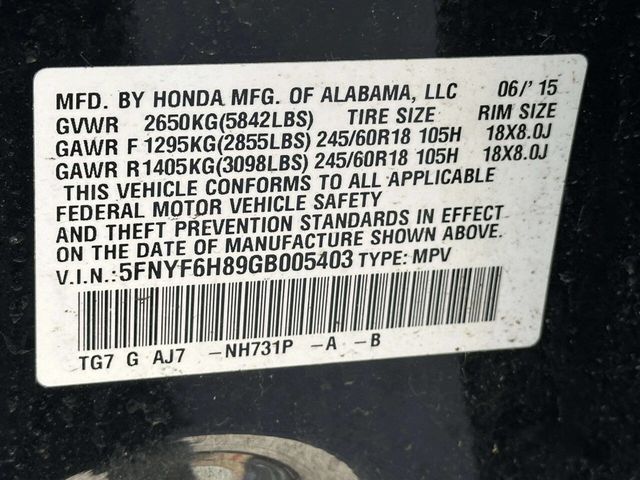 MFD. BY HONDA MFG. OF ALABAMA, LLC 06/' 15
GVWR 2650KG(5842LBS) TIRE SIZE RIM SIZE
GAWR F 1295KG(2855LBS) 245/60R18 105H 18X8.0J
GAWR R1405KG(3098LBS) 245/60R18 105H 18X8.0J
THIS VEHICLE CONFORMS TO ALL APPLICABLE
FEDERAL MOTOR VEHICLE SAFETY
AND THEFT PREVENTION STANDARDS IN EFFECT
ON THE DATE OF MANUFACTURE SHOWN ABOVE.
V.I.N.: 5FNYF6H89GB005403 TYPE: MPV
TG7 G AJ7 -NH731P -A -B